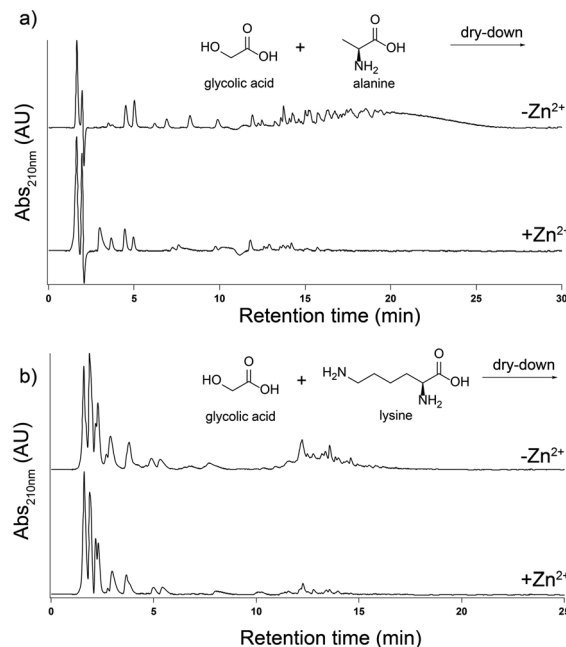 a)
HO
O
OH
+
O
OH
NH₂
dry-down
glycolic acid
alanine
-Zn²⁺
+Zn²⁺
Abs₂₁₀ₙₘ (AU)
0 5 10 15 20 25 30
Retention time (min)
b)
HO
O
OH
+
H₂N
O
OH
NH₂
dry-down
glycolic acid
lysine
-Zn²⁺
+Zn²⁺
Abs₂₁₀ₙₘ (AU)
0 5 10 15 20 25
Retention time (min)